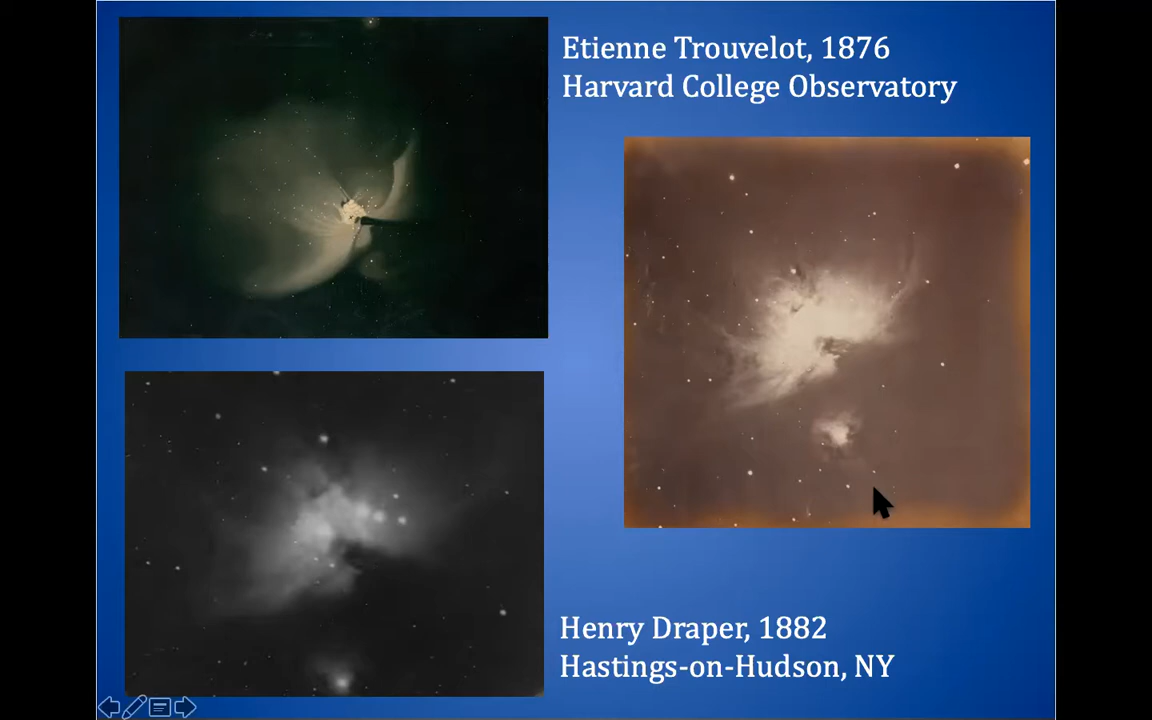 Etienne Trouvelot, 1876
Harvard College Observatory
Henry Draper, 1882
Hastings-on-Hudson, NY